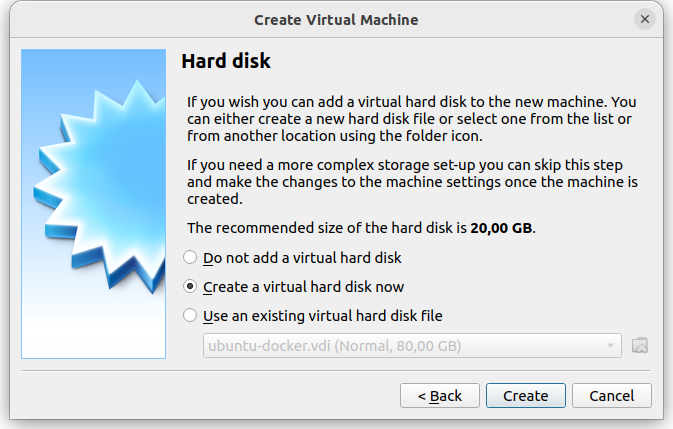 Create Virtual Machine
Hard disk
If you wish you can add a virtual hard disk to the new machine. You
can either create a new hard disk file or select one from the list or
from another location using the folder icon.
If you need a more complex storage set-up you can skip this step
and make the changes to the machine settings once the machine is
created.
The recommended size of the hard disk is 20,00 GB.
Do not add a virtual hard disk
Create a virtual hard disk now
Use an existing virtual hard disk file
ubuntu-docker.vdi (Normal, 80,00 GB)
< Back
Create
Cancel